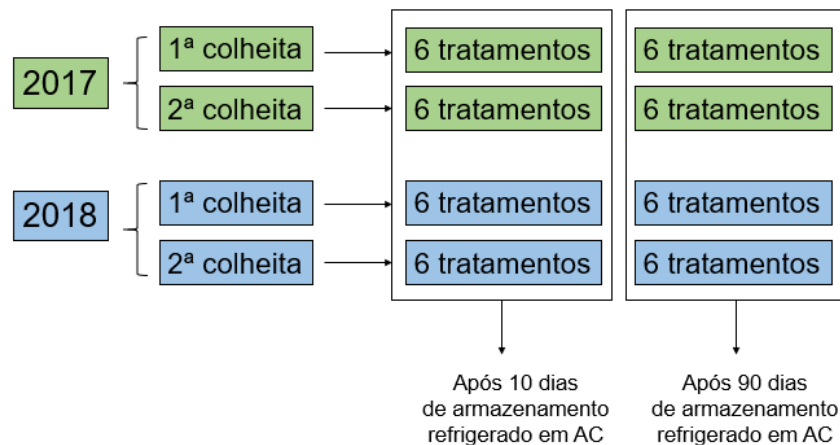 2017
1ª colheita
6 tratamentos
6 tratamentos
2ª colheita
6 tratamentos
6 tratamentos
2018
1ª colheita
6 tratamentos
6 tratamentos
2ª colheita
6 tratamentos
6 tratamentos
Após 10 dias
de armazenamento
refrigerado em AC
Após 90 dias
de armazenamento
refrigerado em AC